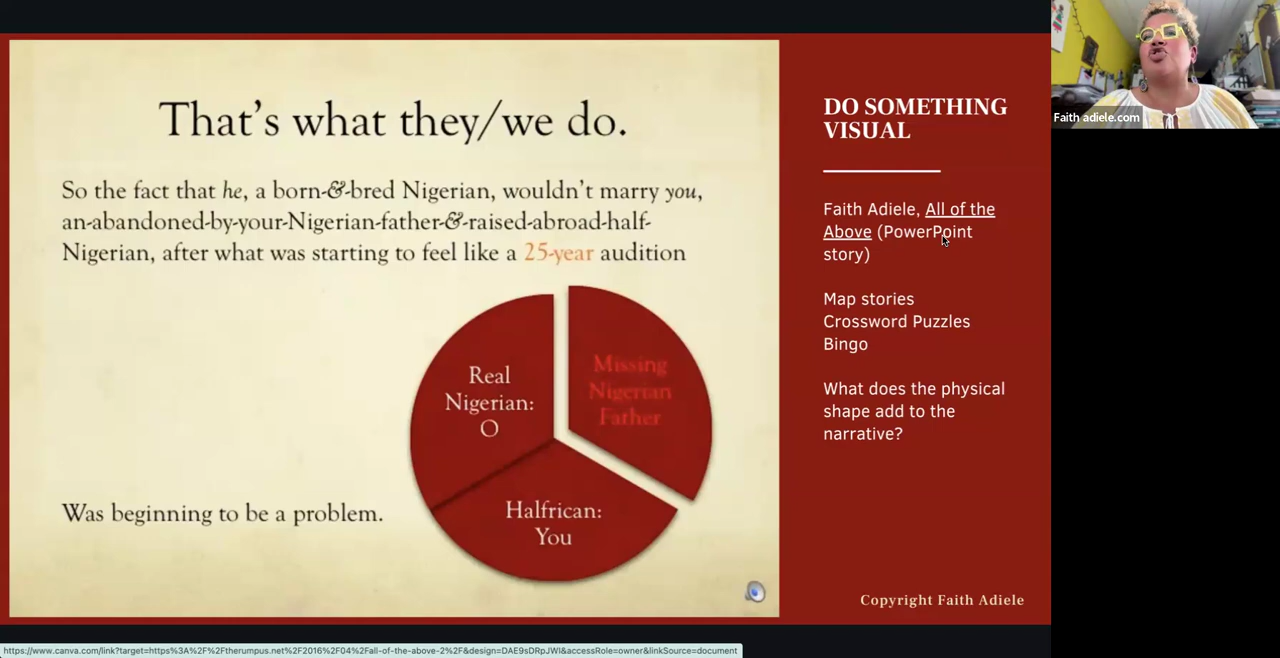 That's what they/we do.
So the fact that he, a born-&-bred Nigerian, wouldn't marry you,
an-abandoned-by-your-Nigerian-father-&-raised-abroad-half-
Nigerian, after what was starting to feel like a 25-year audition
Real
Nigerian:
O
Missing
Nigerian
Father
Halfrican:
You
Was beginning to be a problem.
DO SOMETHING
VISUAL
Faith Adiele, All of the
Above (PowerPoint
story)
Map stories
Crossword Puzzles
Bingo
What does the physical
shape add to the
narrative?
Copyright Faith Adiele
Faith adiele.com
https://www.canva.com/link?target=https%3A%2F%2Ftherumpus.net%2F2016%2F04%2Fall-of-the-above-2%2F&design=DAE9sDRpJWI&accessRole=owner&linkSource=document